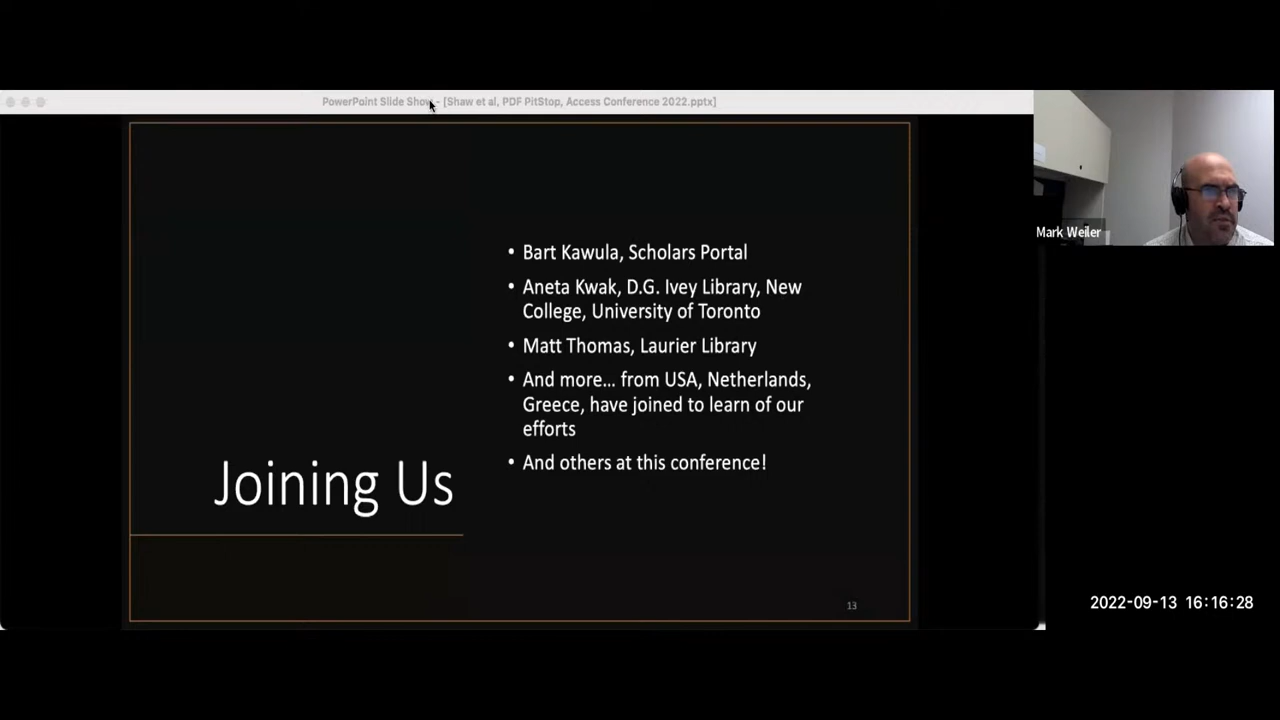 PowerPoint Slide Show - [Shaw et al, PDF PitStop, Access Conference 2022.pptx]
Mark Weiler
• Bart Kawula, Scholars Portal
• Aneta Kwak, D.G. Ivey Library, New
College, University of Toronto
• Matt Thomas, Laurier Library
• And more... from USA, Netherlands,
Greece, have joined to learn of our
efforts
• And others at this conference!
Joining Us
13
2022-09-13 16:16:28